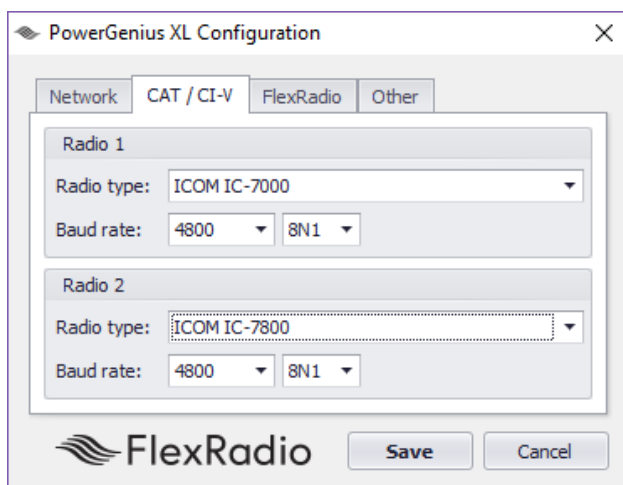 PowerGenius XL Configuration
Network CAT / CI-V FlexRadio Other
Radio 1
Radio type: ICOM IC-7000
Baud rate: 4800 8N1
Radio 2
Radio type: ICOM IC-7800
Baud rate: 4800 8N1
FlexRadio Save Cancel